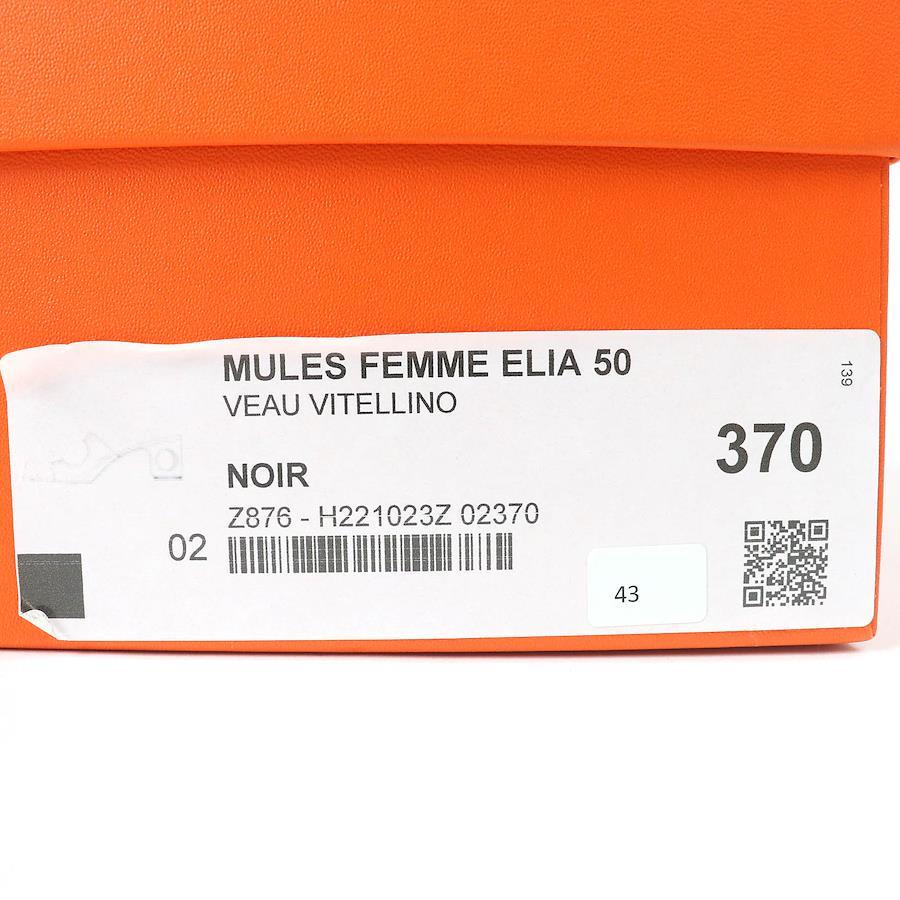 MULES FEMME ELIA 50
VEAU VITELLINO
139
370
NOIR
Z876 - H221023Z 02370
02
43